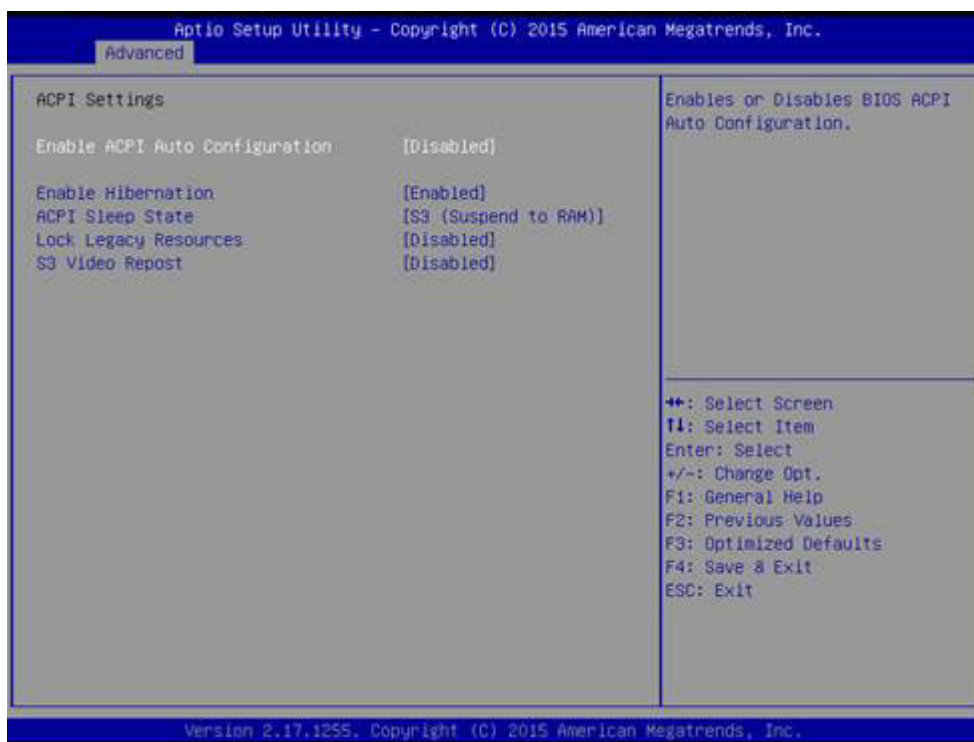 Aptio Setup Utility – Copyright (C) 2015 American Megatrends, Inc.
Advanced
ACPI Settings
Enable ACPI Auto Configuration [Disabled]
Enable Hibernation [Enabled]
ACPI Sleep State [S3 (Suspend to RAM)]
Lock Legacy Resources [Disabled]
S3 Video Repost [Disabled]
Enables or Disables BIOS ACPI
Auto Configuration.
→←: Select Screen
↑↓: Select Item
Enter: Select
+/-: Change Opt.
F1: General Help
F2: Previous Values
F3: Optimized Defaults
F4: Save & Exit
ESC: Exit
Version 2.17.1255. Copyright (C) 2015 American Megatrends, Inc.